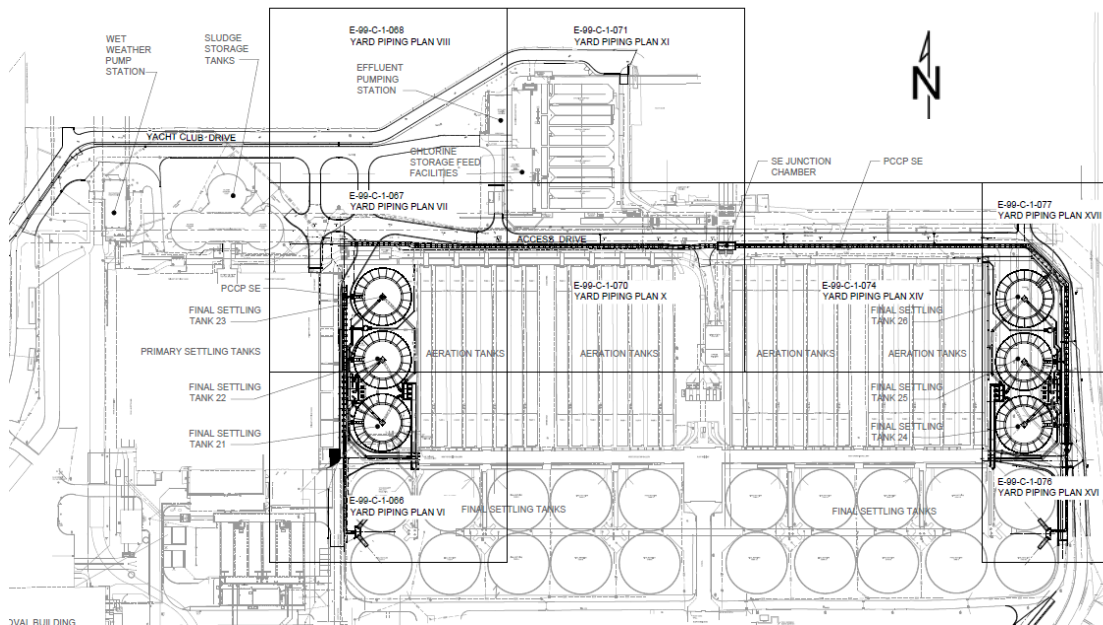 E-99-C-1-068
YARD PIPING PLAN VIII
E-99-C-1-071
YARD PIPING PLAN XI
WET
WEATHER
PUMP
STATION
SLUDGE
STORAGE
TANKS
EFFLUENT
PUMPING
STATION
N
YACHT CLUB DRIVE
CHLORINE
STORAGE FEED
FACILITIES
SE JUNCTION
CHAMBER
PCCP SE
E-99-C-1-067
YARD PIPING PLAN VII
E-99-C-1-077
YARD PIPING PLAN XVII
ACCESS DRIVE
PCCP SE
E-99-C-1-070
YARD PIPING PLAN X
E-99-C-1-074
YARD PIPING PLAN XIV
FINAL SETTLING
TANK 23
FINAL SETTLING
TANK 26
PRIMARY SETTLING TANKS
AERATION TANKS
AERATION TANKS
AERATION TANKS
AERATION TANKS
FINAL SETTLING
TANK 22
FINAL SETTLING
TANK 25
FINAL SETTLING
TANK 21
FINAL SETTLING
TANK 24
E-99-C-1-066
YARD PIPING PLAN VI
FINAL SETTLING TANKS
FINAL SETTLING TANKS
E-99-C-1-076
YARD PIPING PLAN XVI
OVAL BUILDING